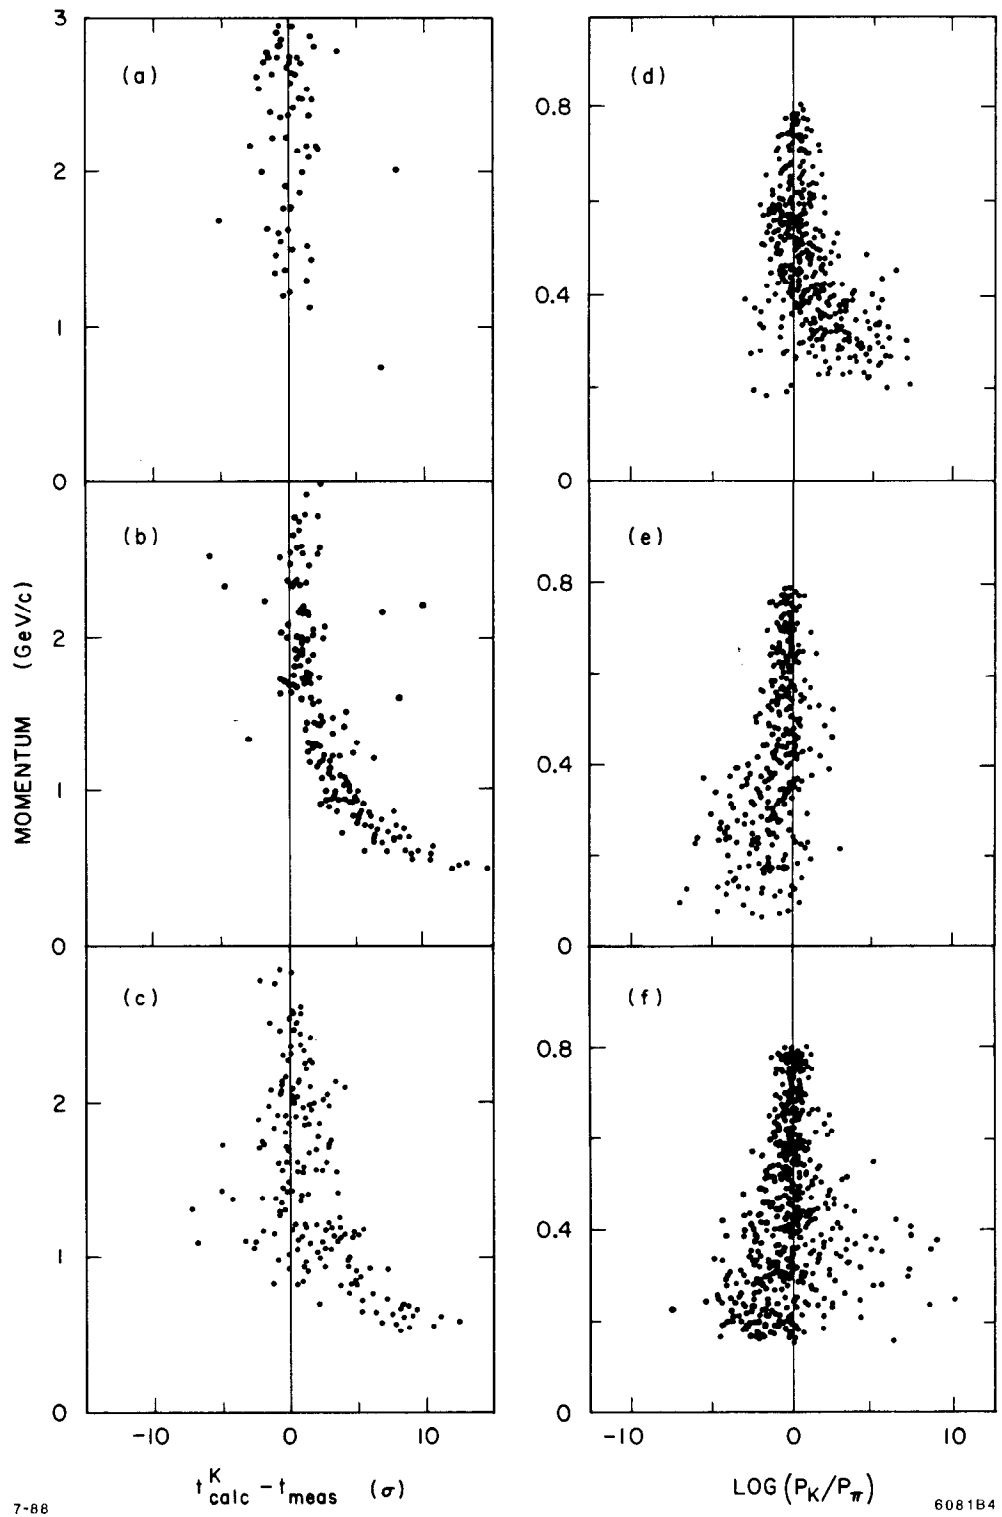 3
2
1
0
(a)
0.8
0.4
0
(d)
MOMENTUM (GeV/c)
2
1
0
(b)
0.8
0.4
0
(e)
2
1
0
(c)
0.8
0.4
0
(f)
-10 0 10
-10 0 10
t^K_calc - t_meas (σ)
LOG (P_K/P_π)
7-88
6081B4